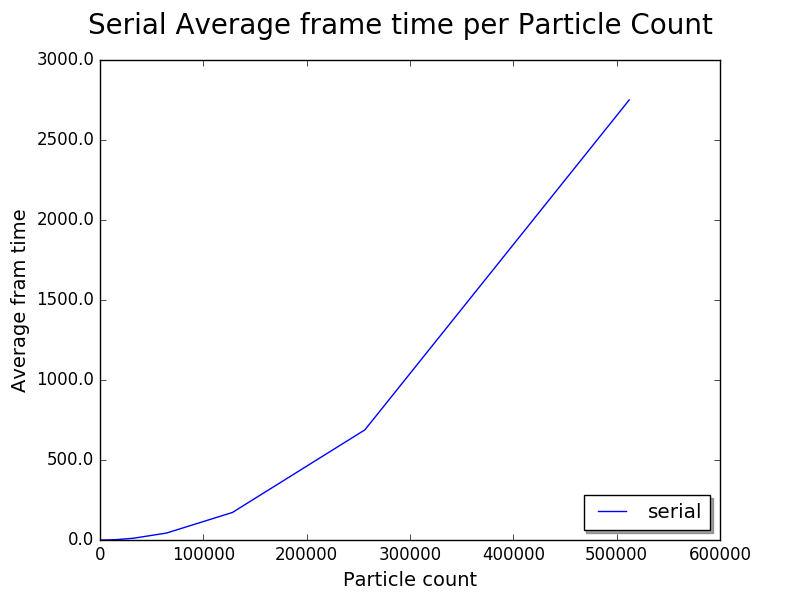 Serial Average frame time per Particle Count
3000.0
2500.0
2000.0
1500.0
1000.0
500.0
0.0
Average fram time
0 100000 200000 300000 400000 500000 600000
Particle count
serial